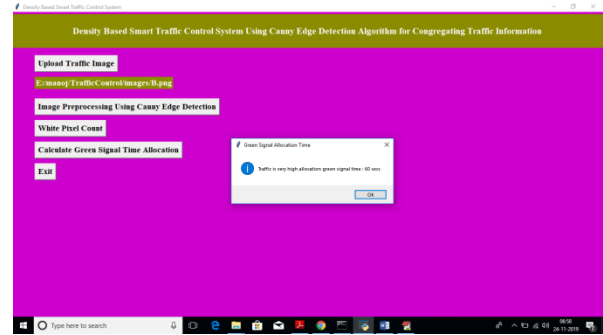 Density Based Smart Traffic Control System
Density Based Smart Traffic Control System Using Canny Edge Detection Algorithm for Congregating Traffic Information
Upload Traffic Image
E:/manoj/TrafficControl/images/B.png
Image Preprocessing Using Canny Edge Detection
White Pixel Count
Calculate Green Signal Time Allocation
Exit
Green Signal Allocation Time
Traffic is very high allocation green signal time : 60 secs
OK
Type here to search
06:58
24-11-2019